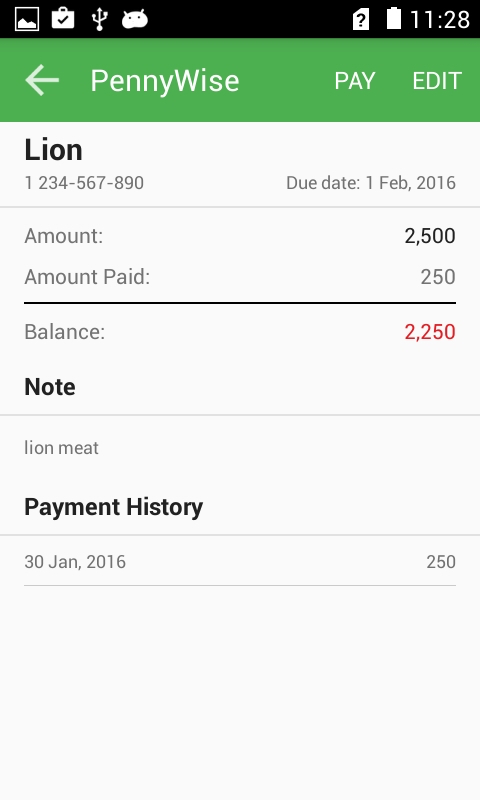 11:28
PennyWise PAY EDIT
Lion
1 234-567-890 Due date: 1 Feb, 2016
Amount: 2,500
Amount Paid: 250
Balance: 2,250
Note
lion meat
Payment History
30 Jan, 2016 250